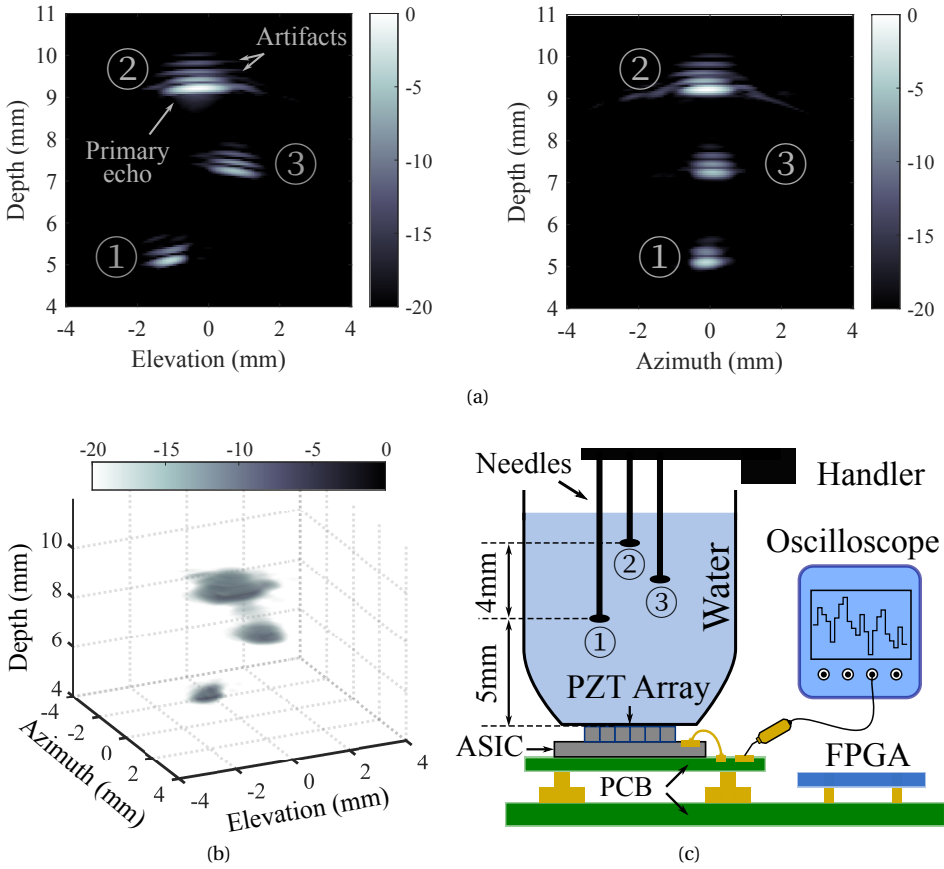 11
10
9
8
7
6
5
4
Depth (mm)
-4
-2
0
2
4
Elevation (mm)
②
Artifacts
Primary
echo
③
①
0
-5
-10
-15
-20
11
10
9
8
7
6
5
4
Depth (mm)
-4
-2
0
2
4
Azimuth (mm)
②
③
①
0
-5
-10
-15
-20
(a)
-20
-15
-10
-5
0
10
8
6
4
Depth (mm)
-4
-2
0
2
4
Azimuth (mm)
-4
-2
0
2
4
Elevation (mm)
(b)
Needles
Handler
Oscilloscope
Water
②
③
①
4mm
5mm
PZT Array
ASIC
PCB
FPGA
(c)